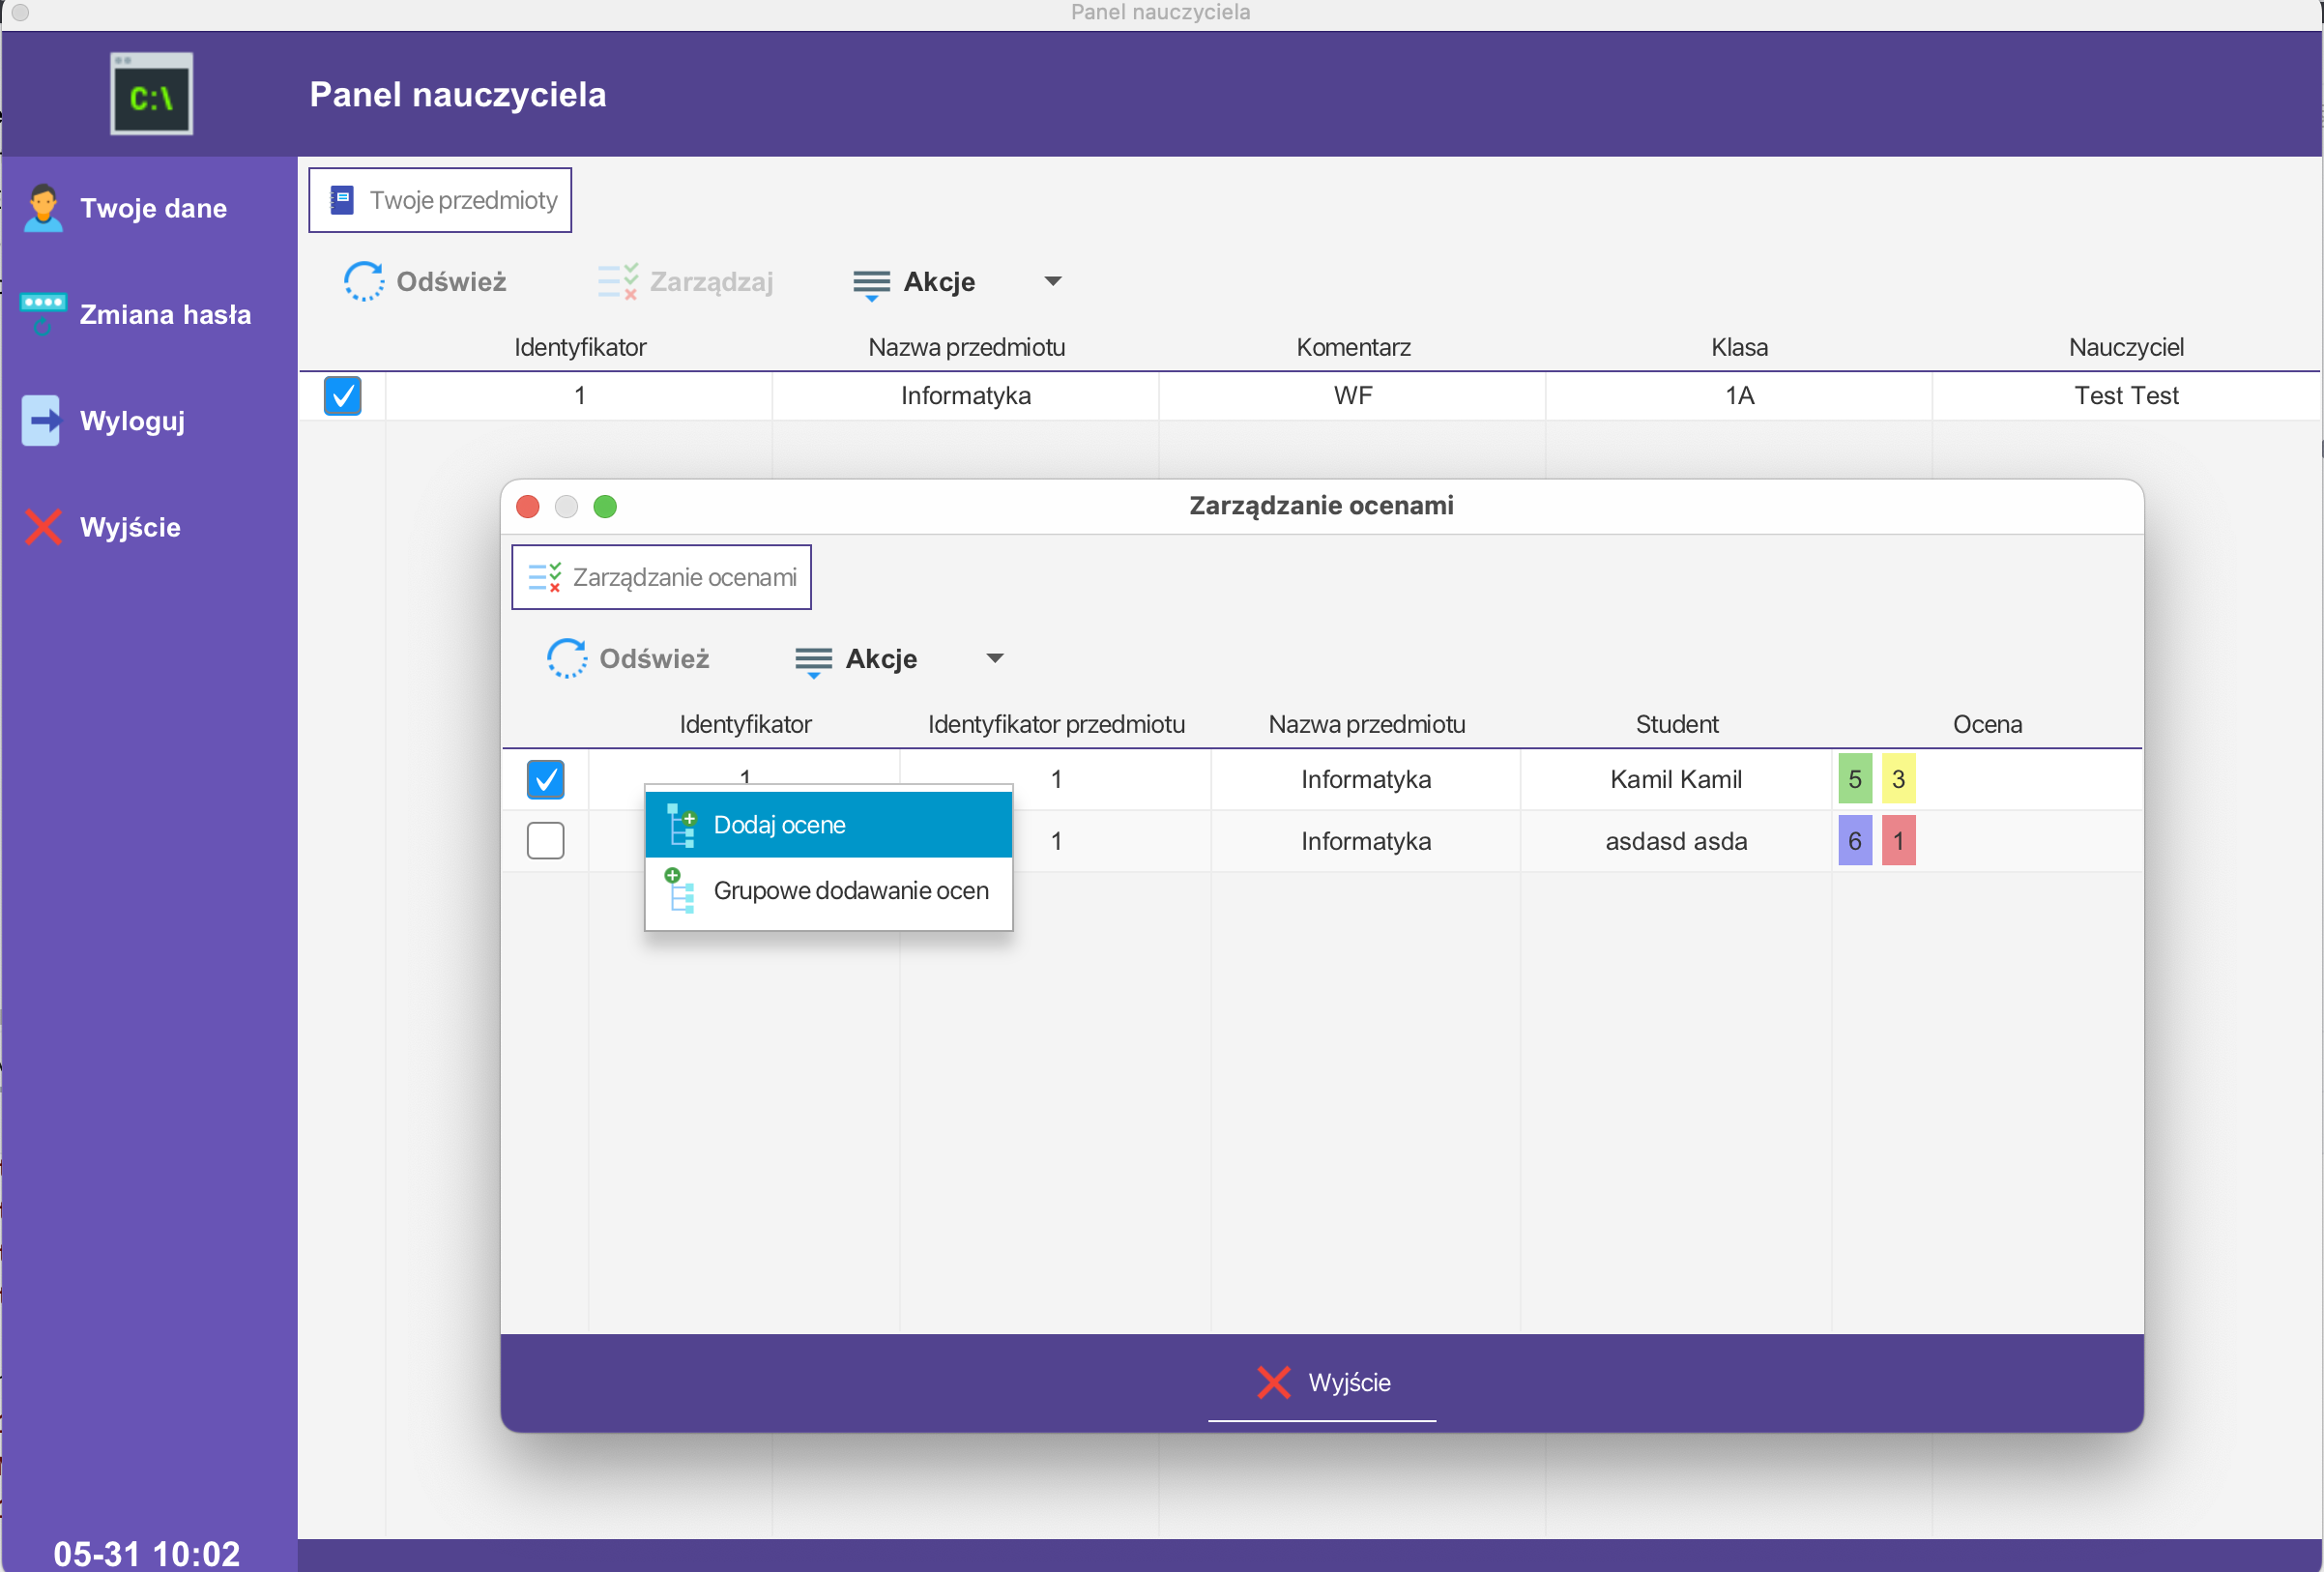 Panel nauczyciela
C:\
Panel nauczyciela
Twoje dane
Zmiana hasła
Wyloguj
Wyjście
05-31 10:02
Twoje przedmioty
Odśwież Zarządzaj Akcje
Identyfikator Nazwa przedmiotu Komentarz Klasa Nauczyciel
1 Informatyka WF 1A Test Test
Zarządzanie ocenami
Zarządzanie ocenami
Odśwież Akcje
Identyfikator Identyfikator przedmiotu Nazwa przedmiotu Student Ocena
1 1 Informatyka Kamil Kamil 5 3
1 Informatyka asdasd asda 6 1
Dodaj ocene
Grupowe dodawanie ocen
Wyjście